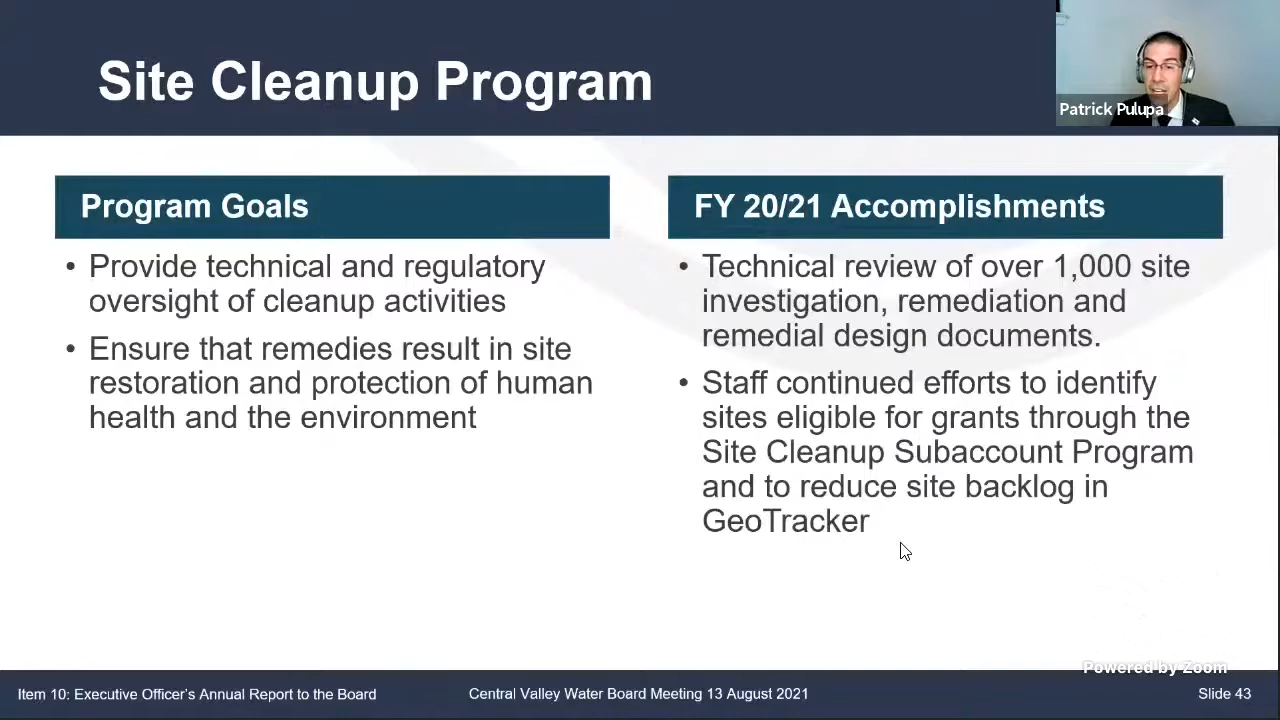 Site Cleanup Program
Patrick Pulupa
Program Goals
• Provide technical and regulatory
oversight of cleanup activities
• Ensure that remedies result in site
restoration and protection of human
health and the environment
FY 20/21 Accomplishments
• Technical review of over 1,000 site
investigation, remediation and
remedial design documents.
• Staff continued efforts to identify
sites eligible for grants through the
Site Cleanup Subaccount Program
and to reduce site backlog in
GeoTracker
Powered by Zoom
Item 10: Executive Officer's Annual Report to the Board
Central Valley Water Board Meeting 13 August 2021
Slide 43